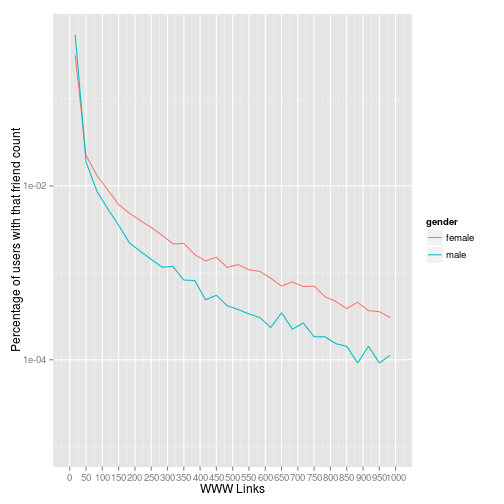 Percentage of users with that friend count
1e-02
1e-04
0 50 100 150 200 250 300 350 400 450 500 550 600 650 700 750 800 850 900 950 1000
WWW Links
gender
female
male